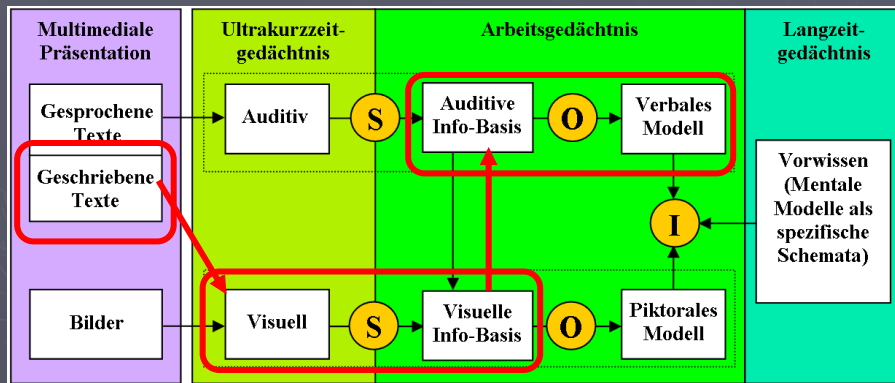 Multimediale
Präsentation
Ultrakurzzeit-
gedächtnis
Arbeitsgedächtnis
Langzeit-
gedächtnis
Gesprochene
Texte
Geschriebene
Texte
Auditiv
S
Auditive
Info-Basis
O
Verbales
Modell
I
Vorwissen
(Mentale
Modelle als
spezifische
Schemata)
Bilder
Visuell
S
Visuelle
Info-Basis
O
Piktorales
Modell